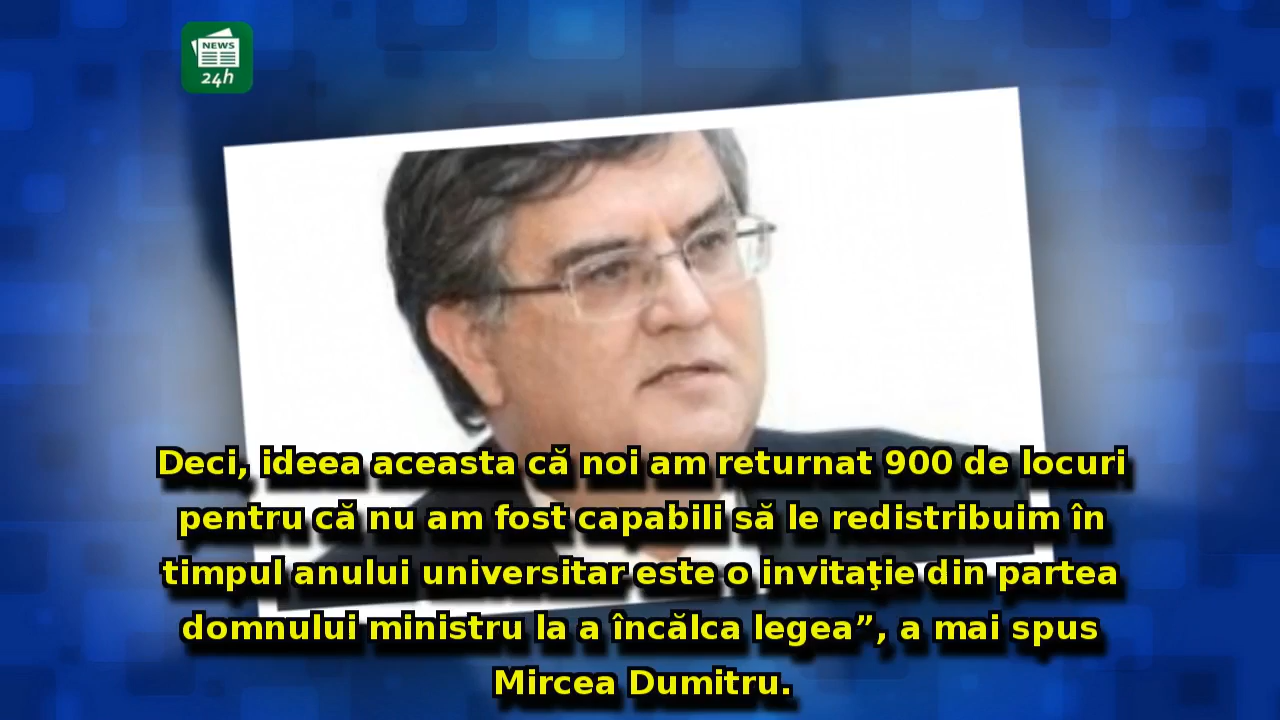 NEWS
24h
Deci, ideea aceasta că noi am returnat 900 de locuri
pentru că nu am fost capabili să le redistribuim în
timpul anului universitar este o invitaţie din partea
domnului ministru la a încălca legea”, a mai spus
Mircea Dumitru.